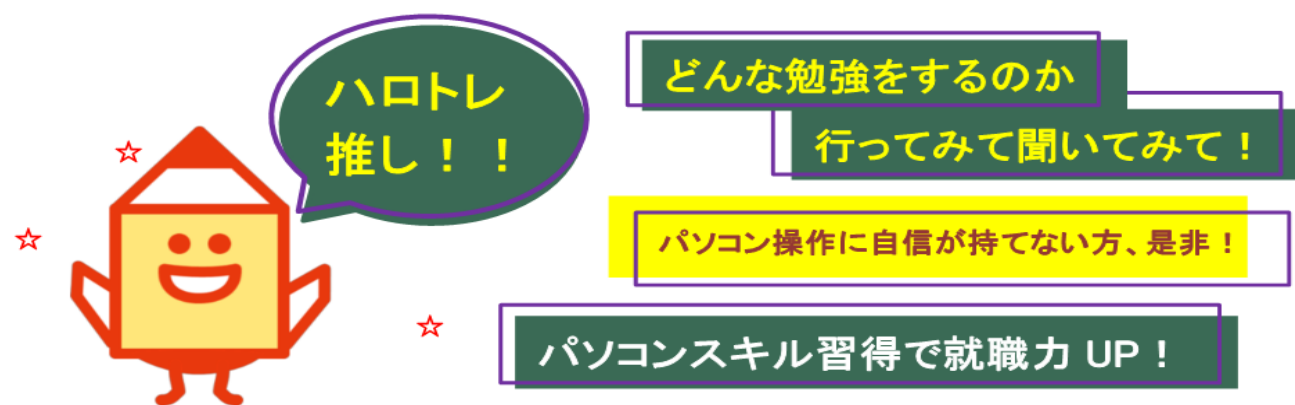 ハロトレ
推し！！
どんな勉強をするのか
行ってみて聞いてみて！
パソコン操作に自信が持てない方、是非！
パソコンスキル習得で就職力 UP！